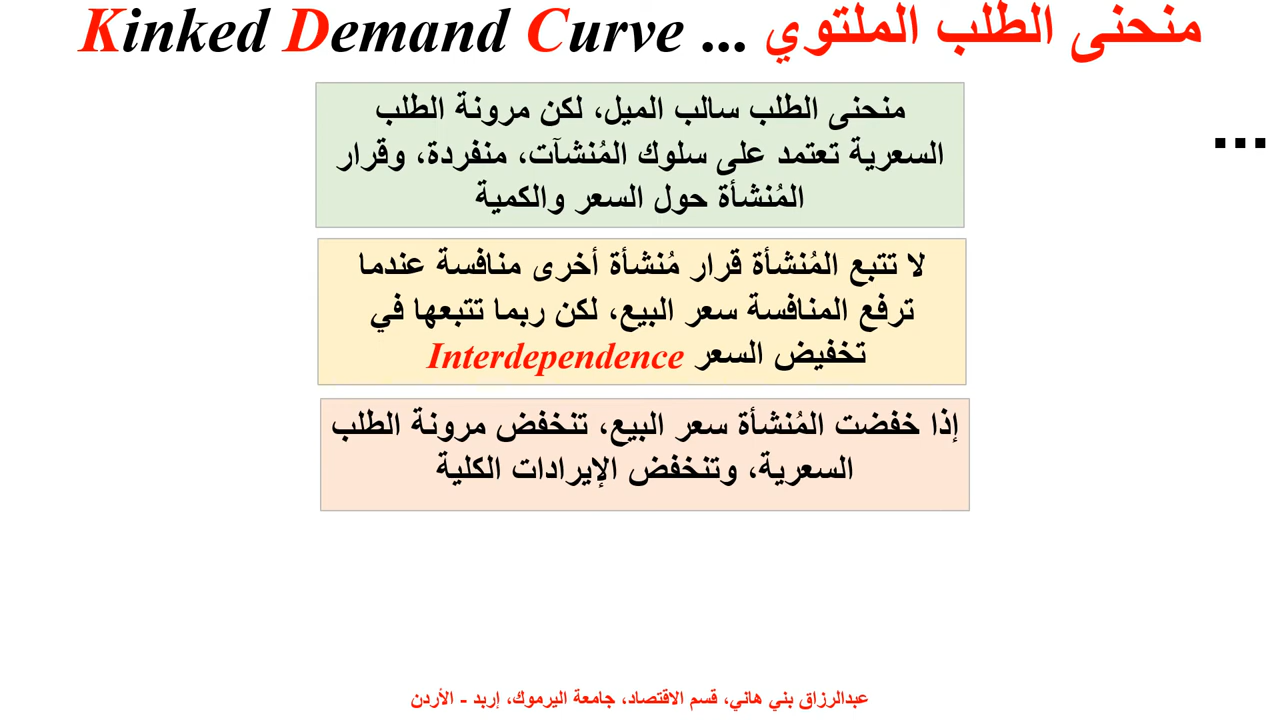 Kinked Demand Curve ... منحنى الطلب الملتوي
...
منحنى الطلب سالب الميل، لكن مرونة الطلب
السعرية تعتمد على سلوك المُنشآت، منفردة، وقرار
المُنشأة حول السعر والكمية
لا تتبع المُنشأة قرار مُنشأة أخرى منافسة عندما
ترفع المنافسة سعر البيع، لكن ربما تتبعها في
تخفيض السعر Interdependence
إذا خفضت المُنشأة سعر البيع، تنخفض مرونة الطلب
السعرية، وتنخفض الإيرادات الكلية
عبدالرزاق بني هاني، قسم الاقتصاد، جامعة اليرموك، إربد - الأردن